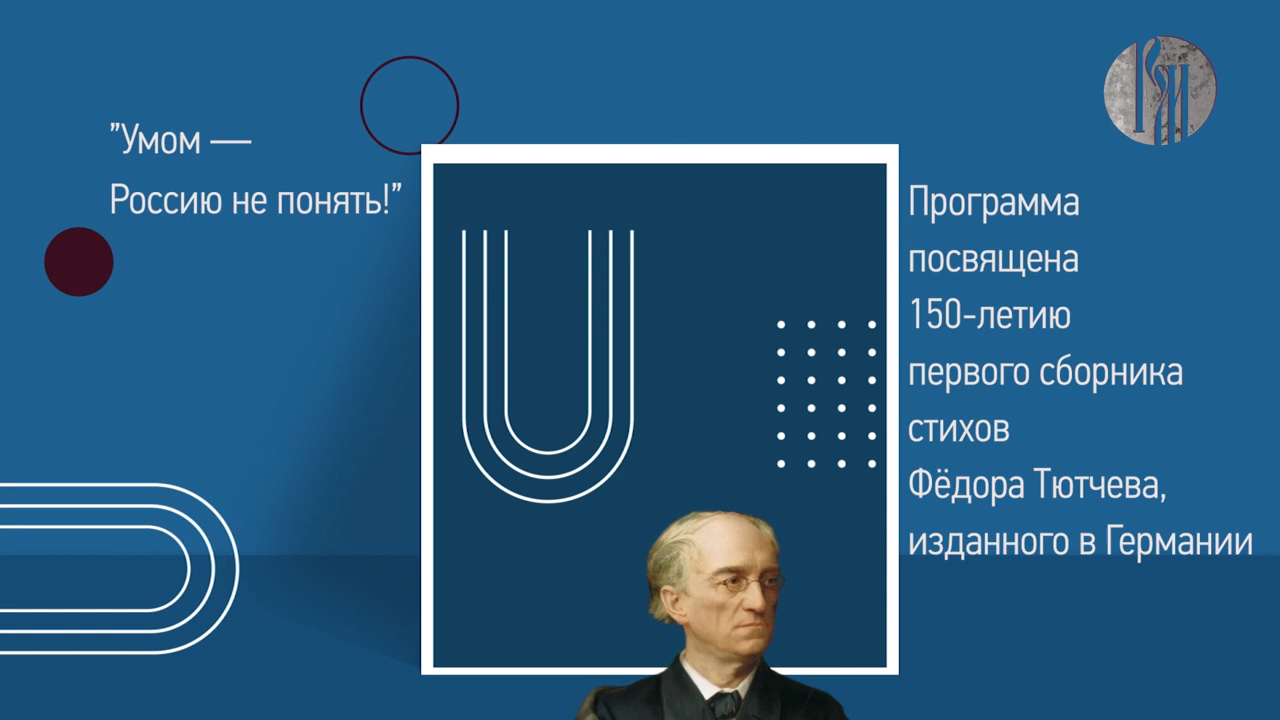 ”Умом —
Россию не понять!”
Программа
посвящена
150-летию
первого сборника
стихов
Фёдора Тютчева,
изданного в Германии